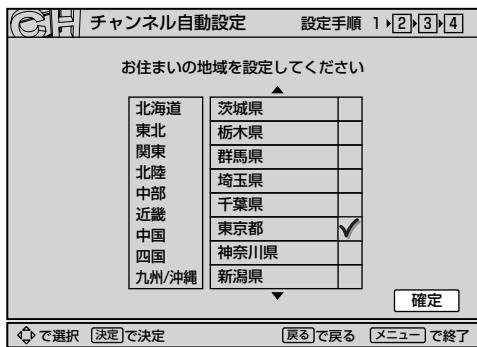 CH チャンネル自動設定 設定手順 1 2 3 4
お住まいの地域を設定してください
北海道
東北
関東
北陸
中部
近畿
中国
四国
九州/沖縄
茨城県
栃木県
群馬県
埼玉県
千葉県
東京都
神奈川県
新潟県
確定
で選択 決定で決定 戻るで戻る メニューで終了